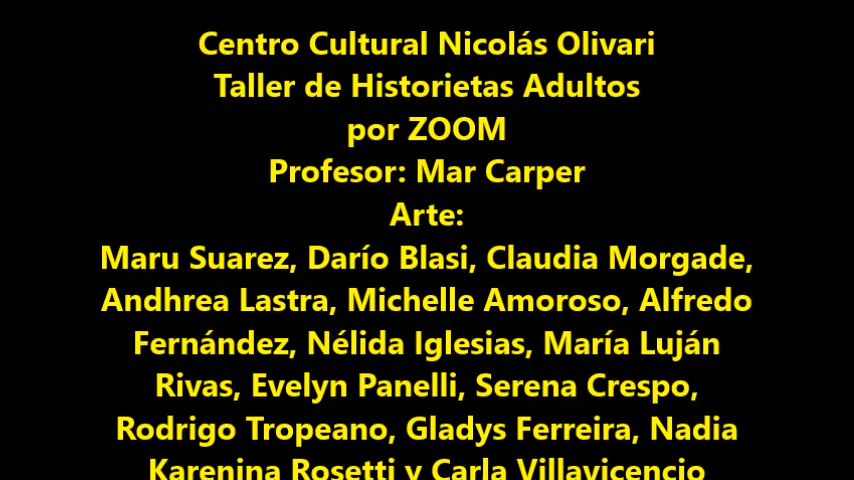 Centro Cultural Nicolás Olivari
Taller de Historietas Adultos
por ZOOM
Profesor: Mar Carper
Arte:
Maru Suarez, Darío Blasi, Claudia Morgade,
Andhrea Lastra, Michelle Amoroso, Alfredo
Fernández, Nélida Iglesias, María Luján
Rivas, Evelyn Panelli, Serena Crespo,
Rodrigo Tropeano, Gladys Ferreira, Nadia
Karenina Rosetti y Carla Villavicencio